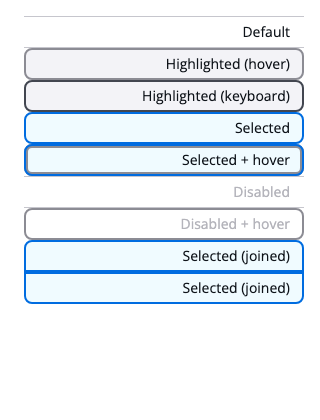 Default
Highlighted (hover)
Highlighted (keyboard)
Selected
Selected + hover
Disabled
Disabled + hover
Selected (joined)
Selected (joined)